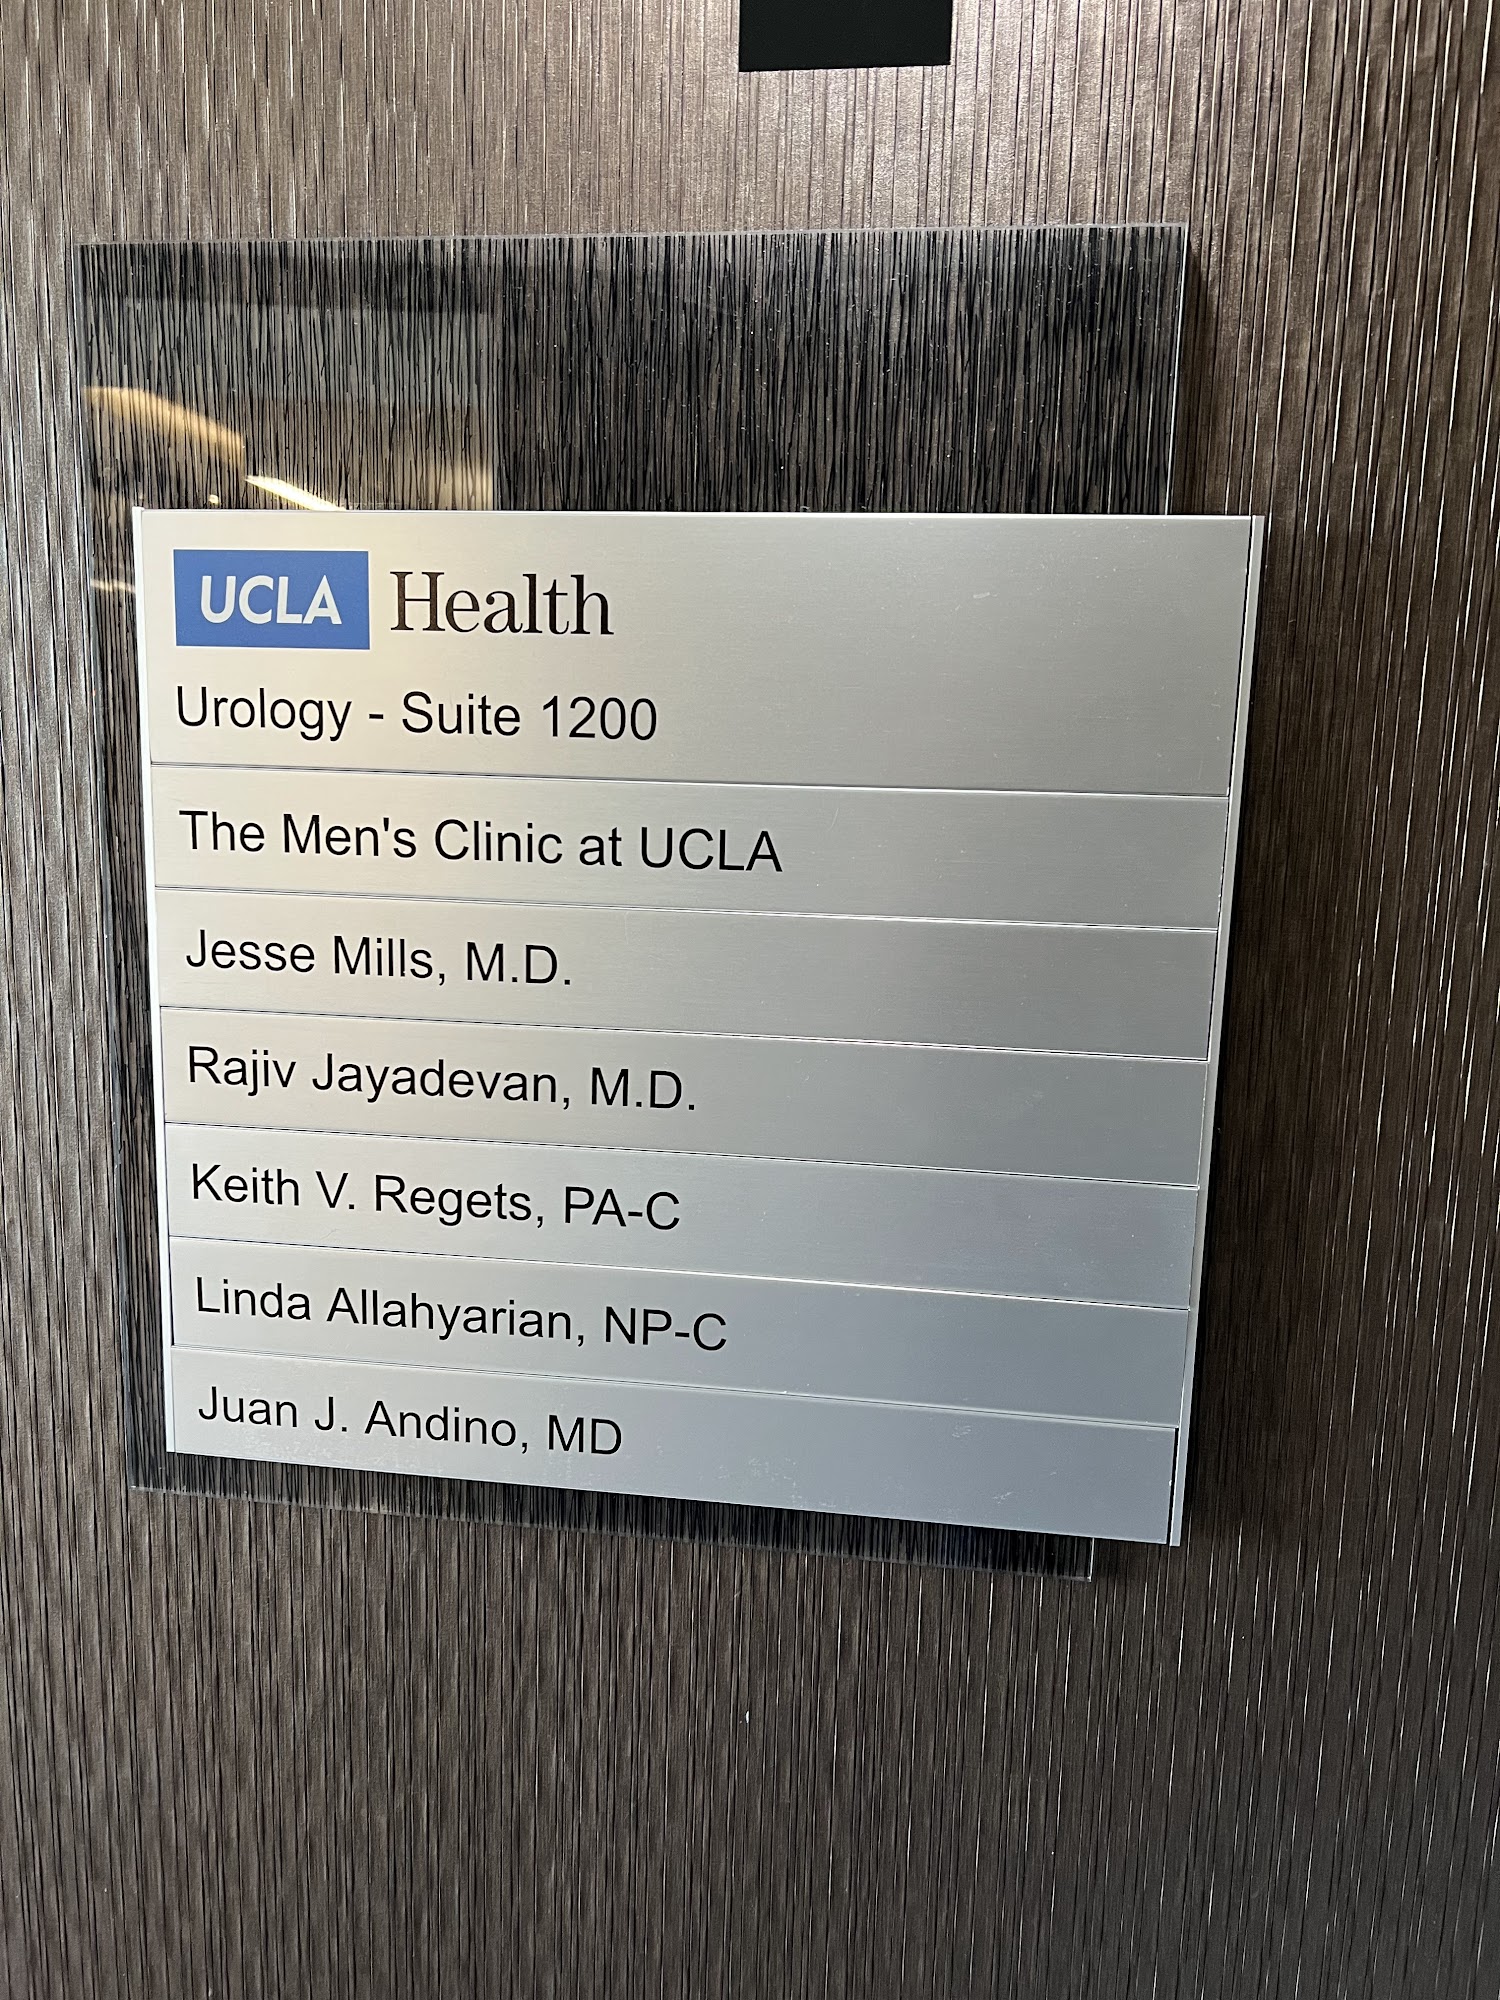 UCLA Health
Urology - Suite 1200
The Men's Clinic at UCLA
Jesse Mills, M.D.
Rajiv Jayadevan, M.D.
Keith V. Regets, PA-C
Linda Allahyarian, NP-C
Juan J. Andino, MD